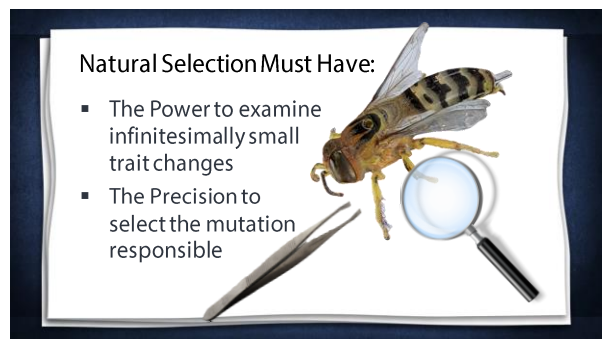 Natural Selection Must Have:
▪ The Power to examine
infinitesimally small
trait changes
▪ The Precision to
select the mutation
responsible